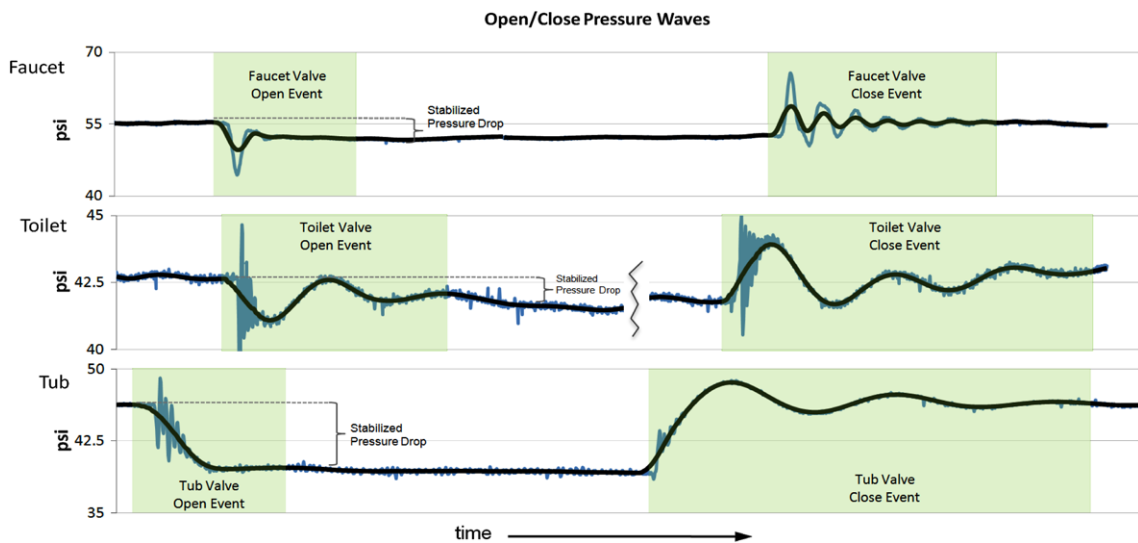 Open/Close Pressure Waves
Faucet
psi
70
55
40
Faucet Valve
Open Event
Stabilized
Pressure Drop
Faucet Valve
Close Event
Toilet
psi
45
42.5
40
Toilet Valve
Open Event
Stabilized
Pressure Drop
Toilet Valve
Close Event
Tub
psi
50
42.5
35
Stabilized
Pressure Drop
Tub Valve
Open Event
Tub Valve
Close Event
time